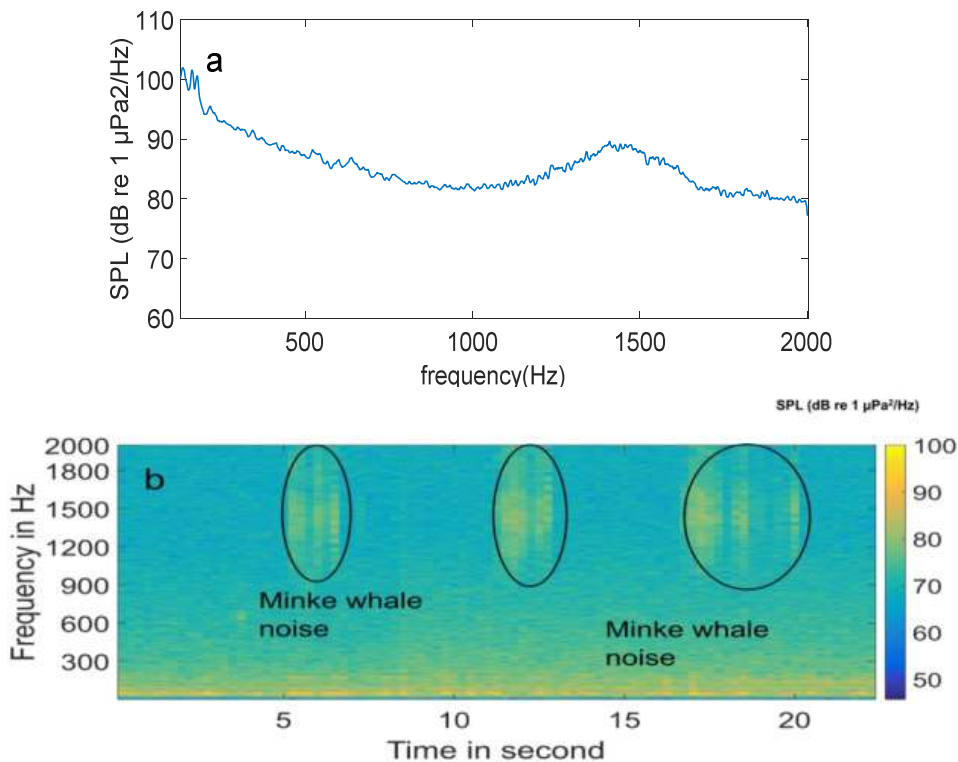 110
100
90
80
70
60
SPL (dB re 1 µPa2/Hz)
a
500
1000
1500
2000
frequency(Hz)
SPL (dB re 1 µPa²/Hz)
2000
1800
1500
1200
900
600
300
Frequency in Hz
b
Minke whale
noise
Minke whale
noise
5
10
15
20
Time in second
100
90
80
70
60
50